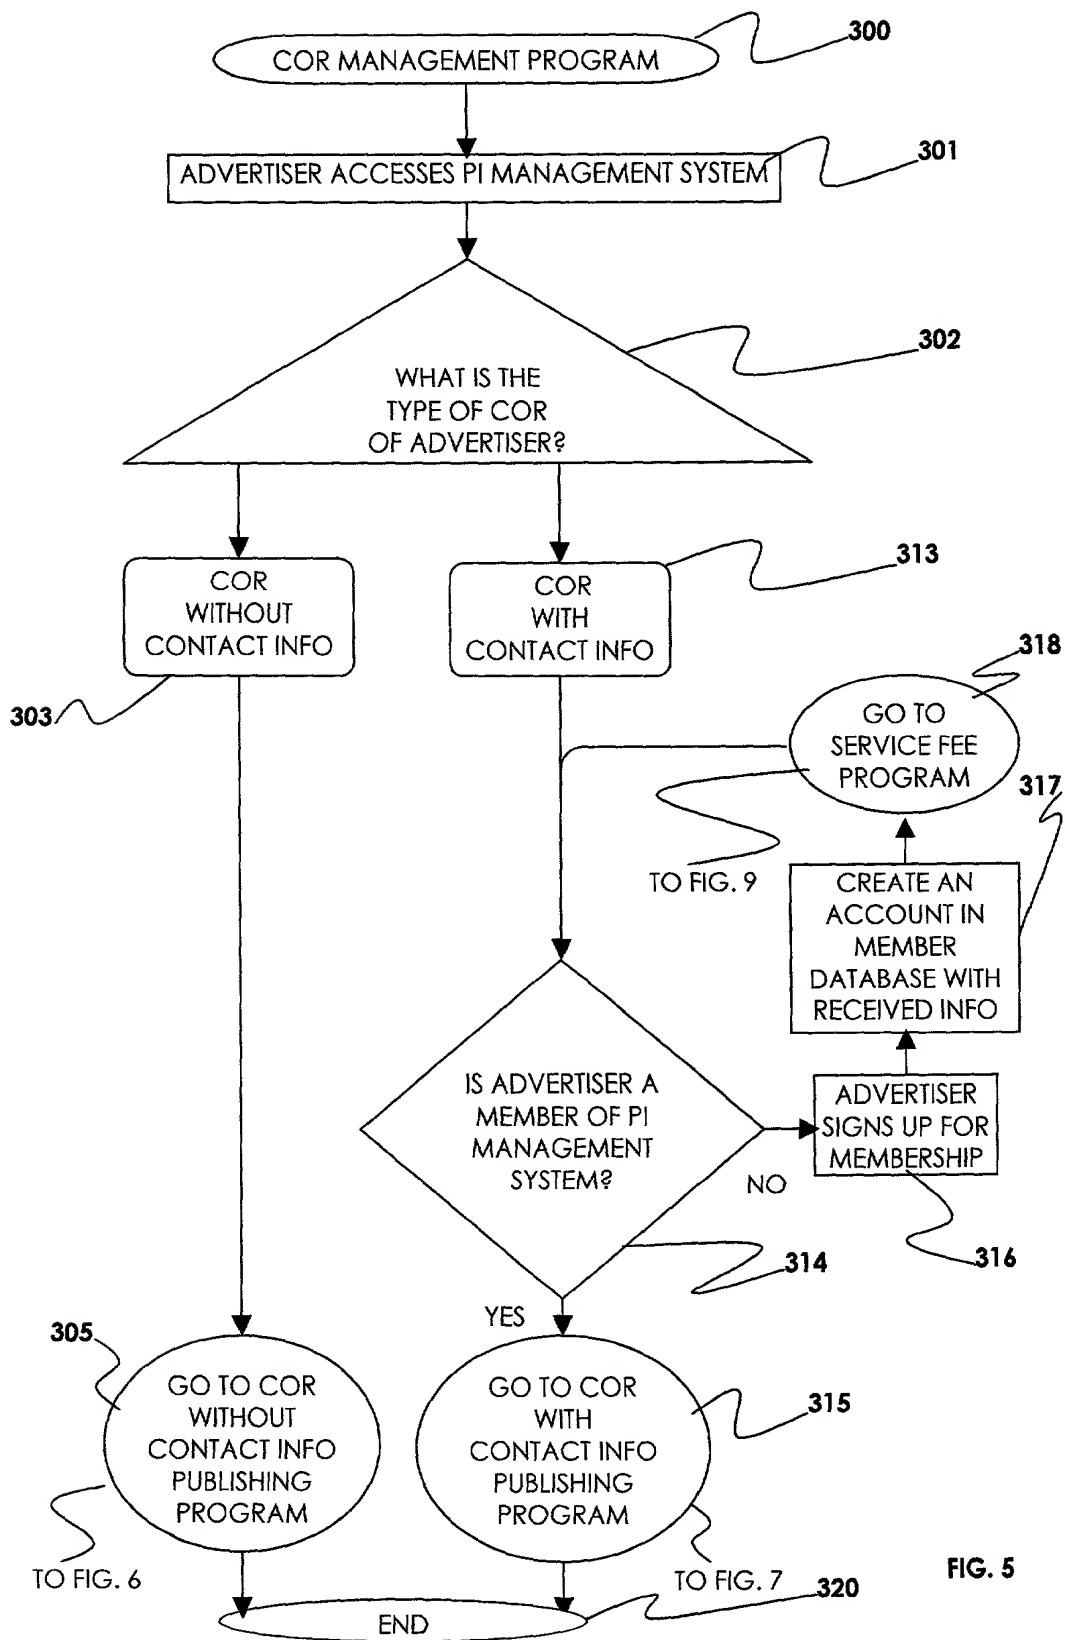 COR MANAGEMENT PROGRAM
300
ADVERTISER ACCESSES PI MANAGEMENT SYSTEM
301
302
WHAT IS THE
TYPE OF COR
OF ADVERTISER?
313
COR
WITHOUT
CONTACT INFO
COR
WITH
CONTACT INFO
303
318
GO TO
SERVICE FEE
PROGRAM
317
TO FIG. 9
CREATE AN
ACCOUNT IN
MEMBER
DATABASE WITH
RECEIVED INFO
IS ADVERTISER A
MEMBER OF PI
MANAGEMENT
SYSTEM?
ADVERTISER
SIGNS UP FOR
MEMBERSHIP
NO
316
314
YES
305
GO TO COR
WITHOUT
CONTACT INFO
PUBLISHING
PROGRAM
GO TO COR
WITH
CONTACT INFO
PUBLISHING
PROGRAM
315
TO FIG. 6
TO FIG. 7
FIG. 5
320
END